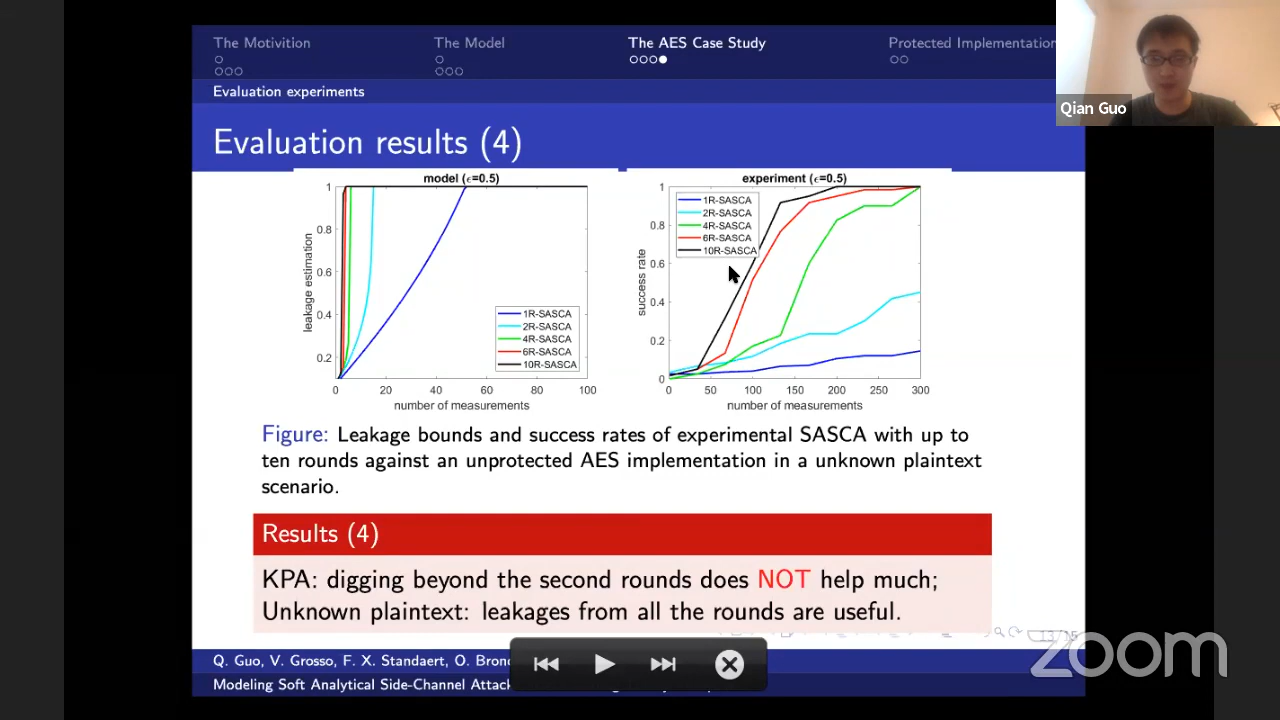 The Motivition The Model The AES Case Study Protected Implementation
Evaluation experiments
Qian Guo
Evaluation results (4)
model (ϵ=0.5)
leakage estimation
1
0.8
0.6
0.4
0.2
0 20 40 60 80 100
number of measurements
1R-SASCA
2R-SASCA
4R-SASCA
6R-SASCA
10R-SASCA
experiment (ϵ=0.5)
success rate
1
0.8
0.6
0.4
0.2
0
0 50 100 150 200 250 300
number of measurements
1R-SASCA
2R-SASCA
4R-SASCA
6R-SASCA
10R-SASCA
Figure: Leakage bounds and success rates of experimental SASCA with up to
ten rounds against an unprotected AES implementation in a unknown plaintext
scenario.
Results (4)
KPA: digging beyond the second rounds does NOT help much;
Unknown plaintext: leakages from all the rounds are useful.
Q. Guo, V. Grosso, F. X. Standaert, O. Bron
Modeling Soft Analytical Side-Channel Attac
zoom